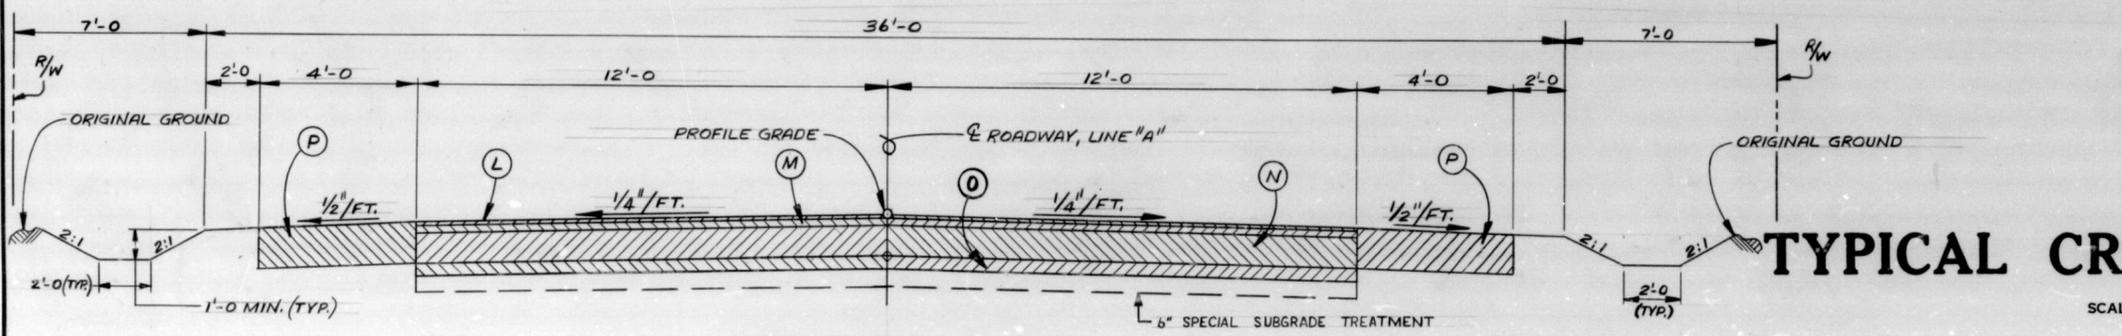 7'-0 36'-0 7'-0
R/W 2'-0 4'-0 12'-0 12'-0 4'-0 2'-0 R/W
ORIGINAL GROUND P PROFILE GRADE ℄ ROADWAY, LINE "A" ORIGINAL GROUND
L M O N P
1/2"/FT. 1/4"/FT. 1/4"/FT. 1/2"/FT.
2:1 2:1 2:1 2:1
TYPICAL CR
2'-0 (TYP.) 2'-0
(TYP.)
1'-0 MIN. (TYP.)
6" SPECIAL SUBGRADE TREATMENT
SCA